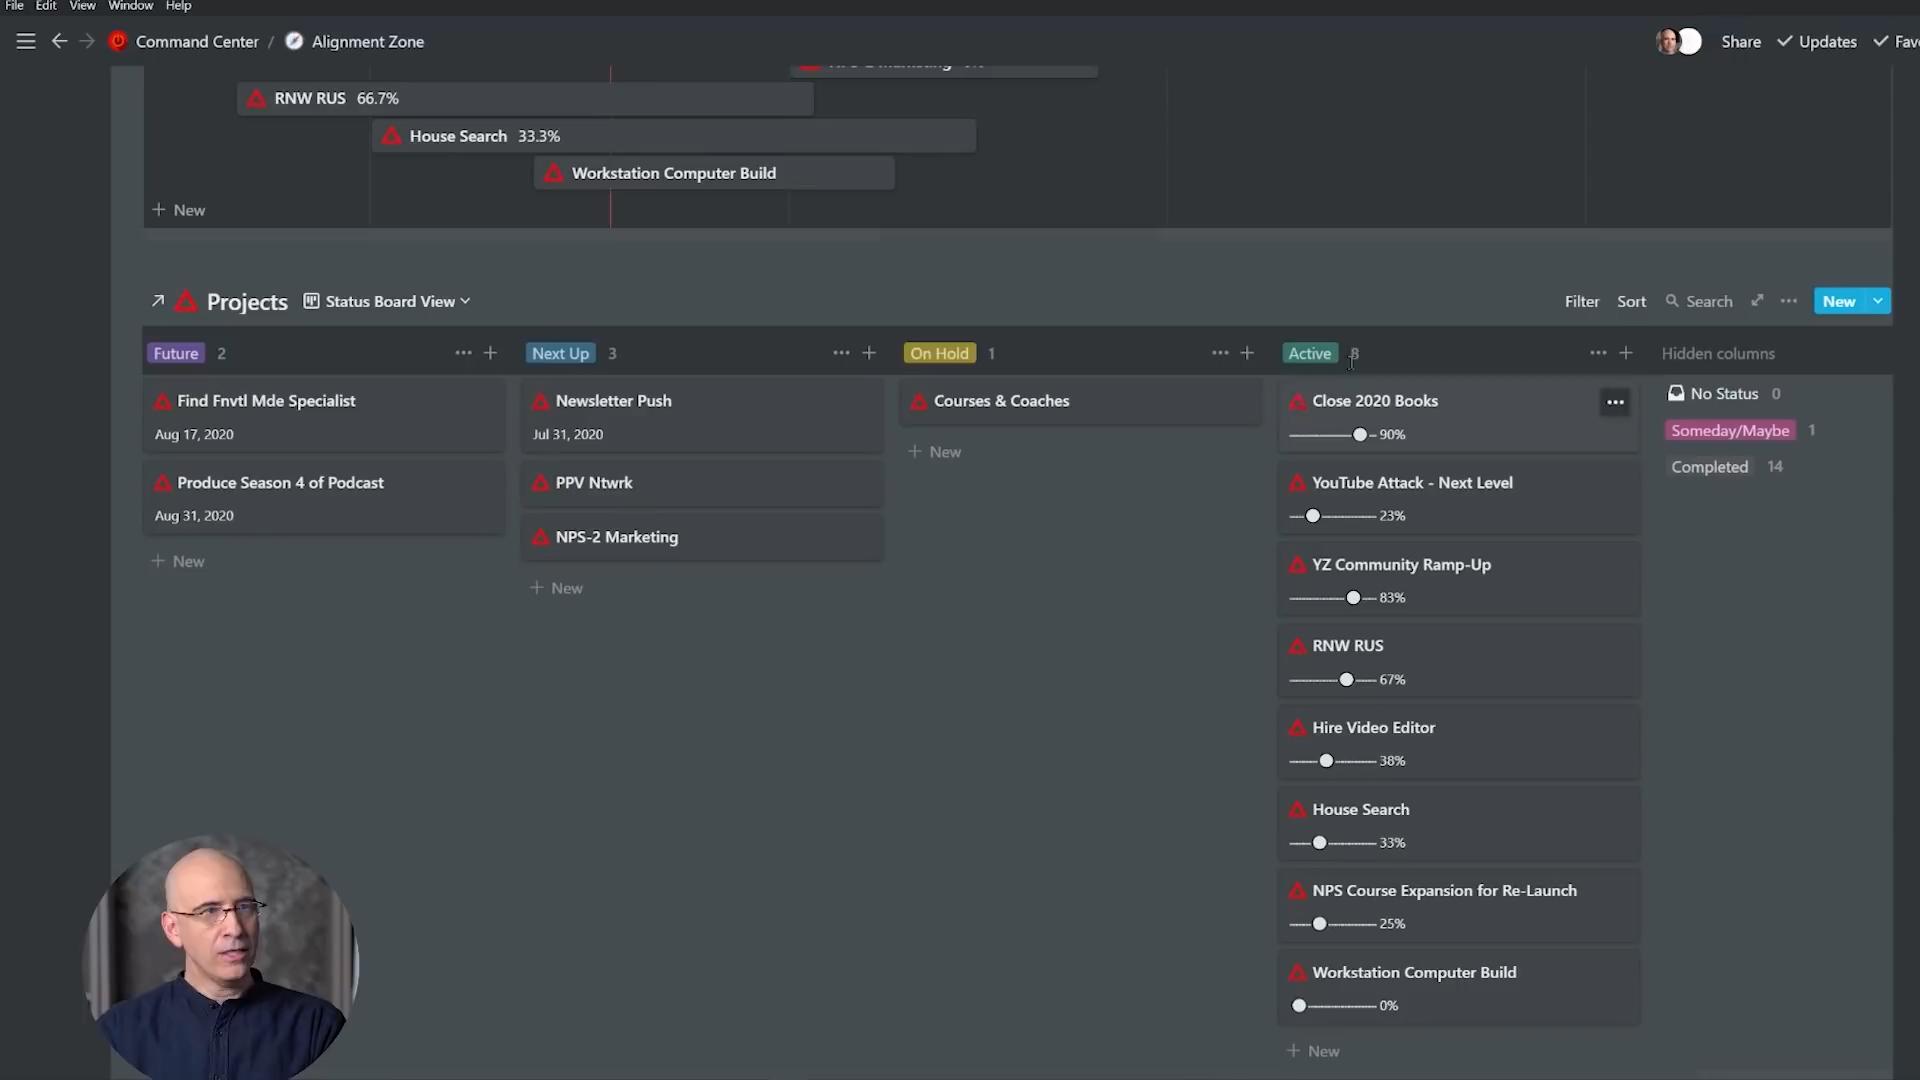 File Edit View Window Help
Command Center / Alignment Zone
Share Updates
RNW RUS 66.7%
House Search 33.3%
Workstation Computer Build
+ New
Projects Status Board View
Filter Sort Search New
Future 2
Find Fnvtl Mde Specialist
Aug 17, 2020
Produce Season 4 of Podcast
Aug 31, 2020
+ New
Next Up 3
Newsletter Push
Jul 31, 2020
PPV Ntwrk
NPS-2 Marketing
+ New
On Hold 1
Courses & Coaches
+ New
Active 8
Close 2020 Books
90%
YouTube Attack - Next Level
23%
YZ Community Ramp-Up
83%
RNW RUS
67%
Hire Video Editor
38%
House Search
33%
NPS Course Expansion for Re-Launch
25%
Workstation Computer Build
0%
+ New
Hidden columns
No Status 0
Someday/Maybe 1
Completed 14